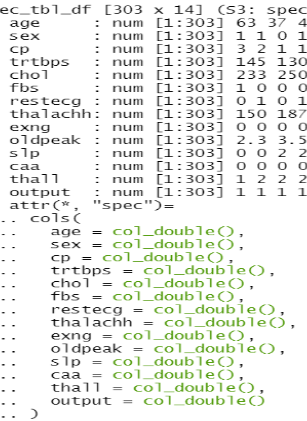 ec_tbl_df [303 x 14] (S3: spec
age : num [1:303] 63 37 4
sex : num [1:303] 1 1 0 1
cp : num [1:303] 3 2 1 1
trtbps : num [1:303] 145 130
chol : num [1:303] 233 250
fbs : num [1:303] 1 0 0 0
restecg : num [1:303] 0 1 0 1
thalachh: num [1:303] 150 187
exng : num [1:303] 0 0 0 0
oldpeak : num [1:303] 2.3 3.5
slp : num [1:303] 0 0 2 2
caa : num [1:303] 0 0 0 0
thall : num [1:303] 1 2 2 2
output : num [1:303] 1 1 1 1
attr(*, "spec")=
.. cols(
.. age = col_double(),
.. sex = col_double(),
.. cp = col_double(),
.. trtbps = col_double(),
.. chol = col_double(),
.. fbs = col_double(),
.. restecg = col_double(),
.. thalachh = col_double(),
.. exng = col_double(),
.. oldpeak = col_double(),
.. slp = col_double(),
.. caa = col_double(),
.. thall = col_double(),
.. output = col_double()
.. )